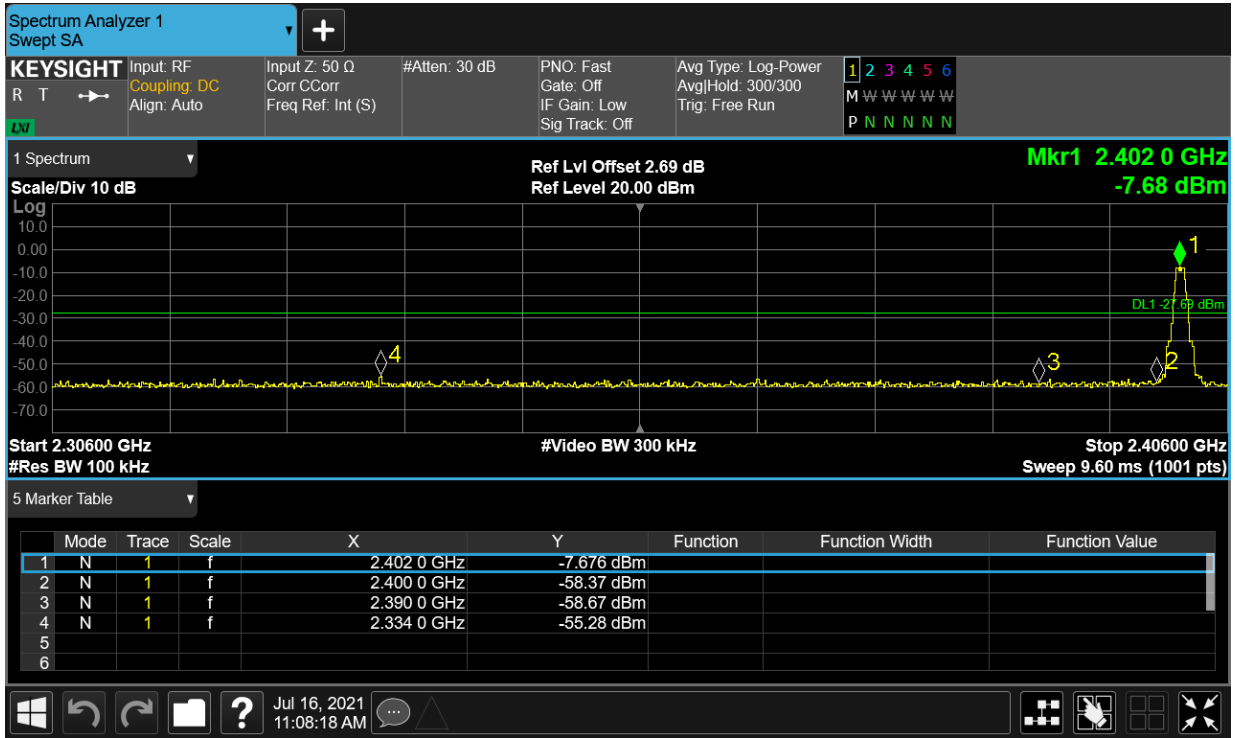 Spectrum Analyzer 1
Swept SA
KEYSIGHT
R T
LXI
Input: RF
Coupling: DC
Align: Auto
Input Z: 50 Ω
Corr CCorr
Freq Ref: Int (S)
#Atten: 30 dB
PNO: Fast
Gate: Off
IF Gain: Low
Sig Track: Off
Avg Type: Log-Power
Avg|Hold: 300/300
Trig: Free Run
1 2 3 4 5 6
M W W W W W
P N N N N N
1 Spectrum
Scale/Div 10 dB
Ref Lvl Offset 2.69 dB
Ref Level 20.00 dBm
Mkr1 2.402 0 GHz
-7.68 dBm
Log
10.0
0.00
-10.0
-20.0
-30.0
-40.0
-50.0
-60.0
-70.0
1
DL1 -27.69 dBm
4
3
2
Start 2.30600 GHz
#Res BW 100 kHz
#Video BW 300 kHz
Stop 2.40600 GHz
Sweep 9.60 ms (1001 pts)
5 Marker Table
Mode Trace Scale X Y Function Function Width Function Value
1 N 1 f 2.402 0 GHz -7.676 dBm
2 N 1 f 2.400 0 GHz -58.37 dBm
3 N 1 f 2.390 0 GHz -58.67 dBm
4 N 1 f 2.334 0 GHz -55.28 dBm
5
6
?
Jul 16, 2021
11:08:18 AM